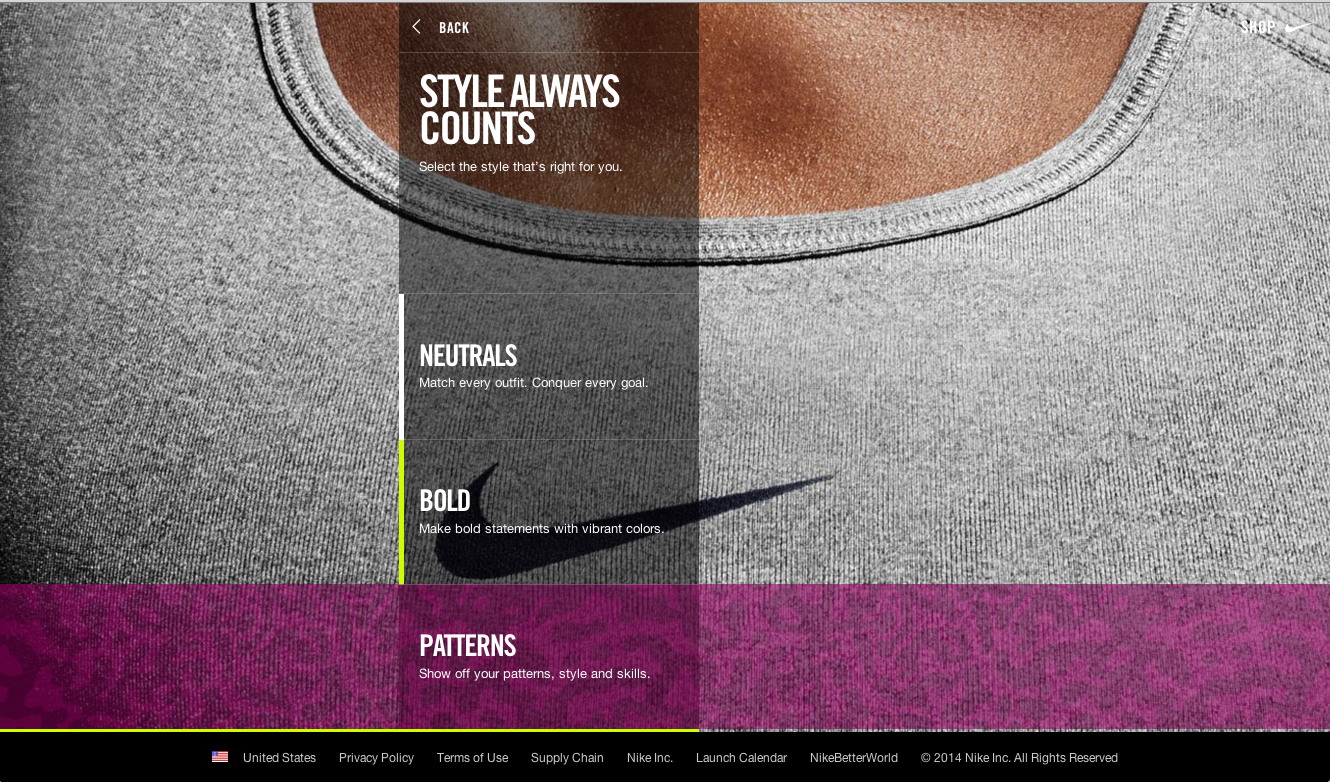 BACK
SHOP
STYLE ALWAYS
COUNTS
Select the style that's right for you.
NEUTRALS
Match every outfit. Conquer every goal.
BOLD
Make bold statements with vibrant colors.
PATTERNS
Show off your patterns, style and skills.
United States Privacy Policy Terms of Use Supply Chain Nike Inc. Launch Calendar NikeBetterWorld © 2014 Nike Inc. All Rights Reserved